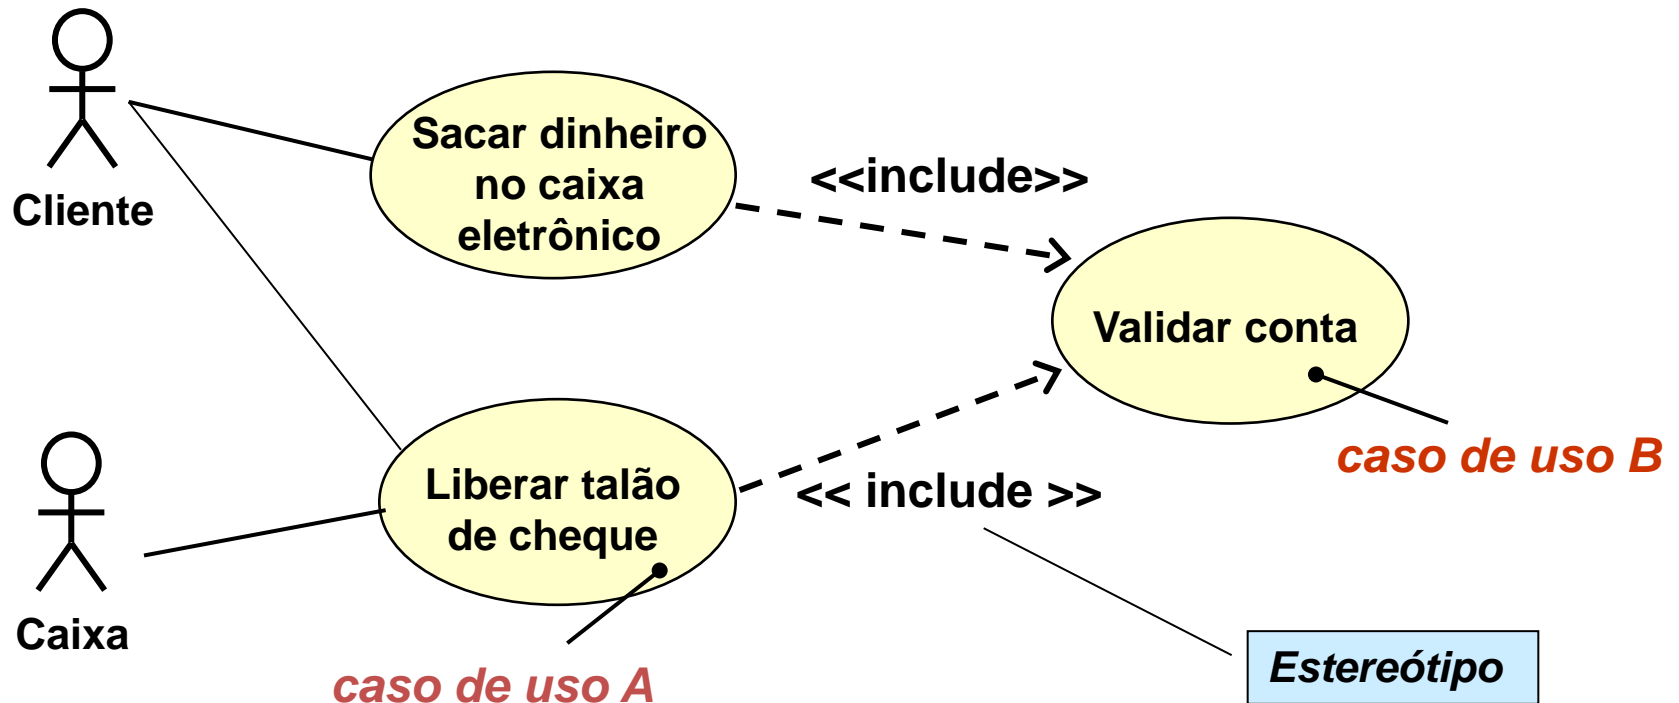 Cliente
Sacar dinheiro
no caixa
eletrônico
<<include>>
Validar conta
caso de uso B
Caixa
Liberar talão
de cheque
<< include >>
caso de uso A
Estereótipo